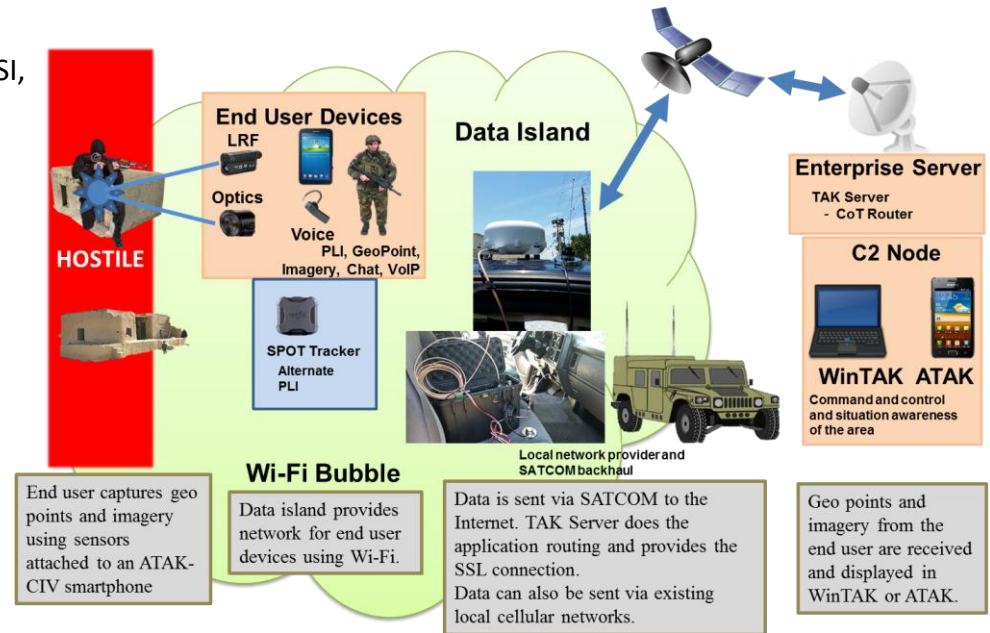 SI,
HOSTILE
End User Devices
LRF
Optics
Voice
PLI, GeoPoint,
Imagery, Chat, VoIP
SPOT Tracker
Alternate
PLI
Wi-Fi Bubble
Data Island
Local network provider and
SATCOM backhaul
Enterprise Server
TAK Server
- CoT Router
C2 Node
WinTAK ATAK
Command and control
and situation awareness
of the area
End user captures geo
points and imagery
using sensors
attached to an ATAK-
CIV smartphone
Data island provides
network for end user
devices using Wi-Fi.
Data is sent via SATCOM to the
Internet. TAK Server does the
application routing and provides the
SSL connection.
Data can also be sent via existing
local cellular networks.
Geo points and
imagery from the
end user are received
and displayed in
WinTAK or ATAK.